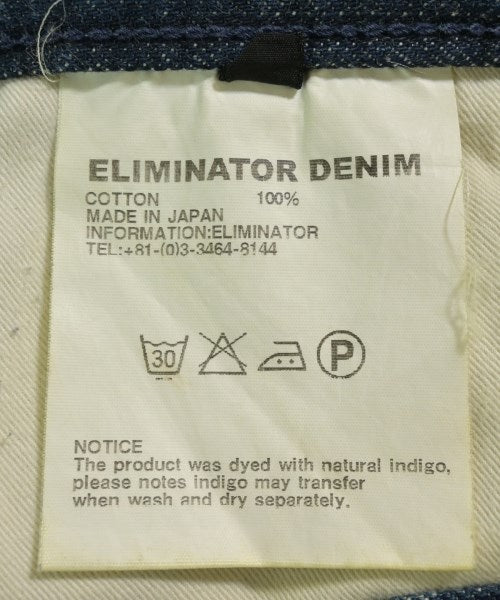 ELIMINATOR DENIM
COTTON 100%
MADE IN JAPAN
INFORMATION:ELIMINATOR
TEL:+81-(0)3-3464-8144
30 P
NOTICE
The product was dyed with natural indigo,
please notes indigo may transfer
when wash and dry separately.